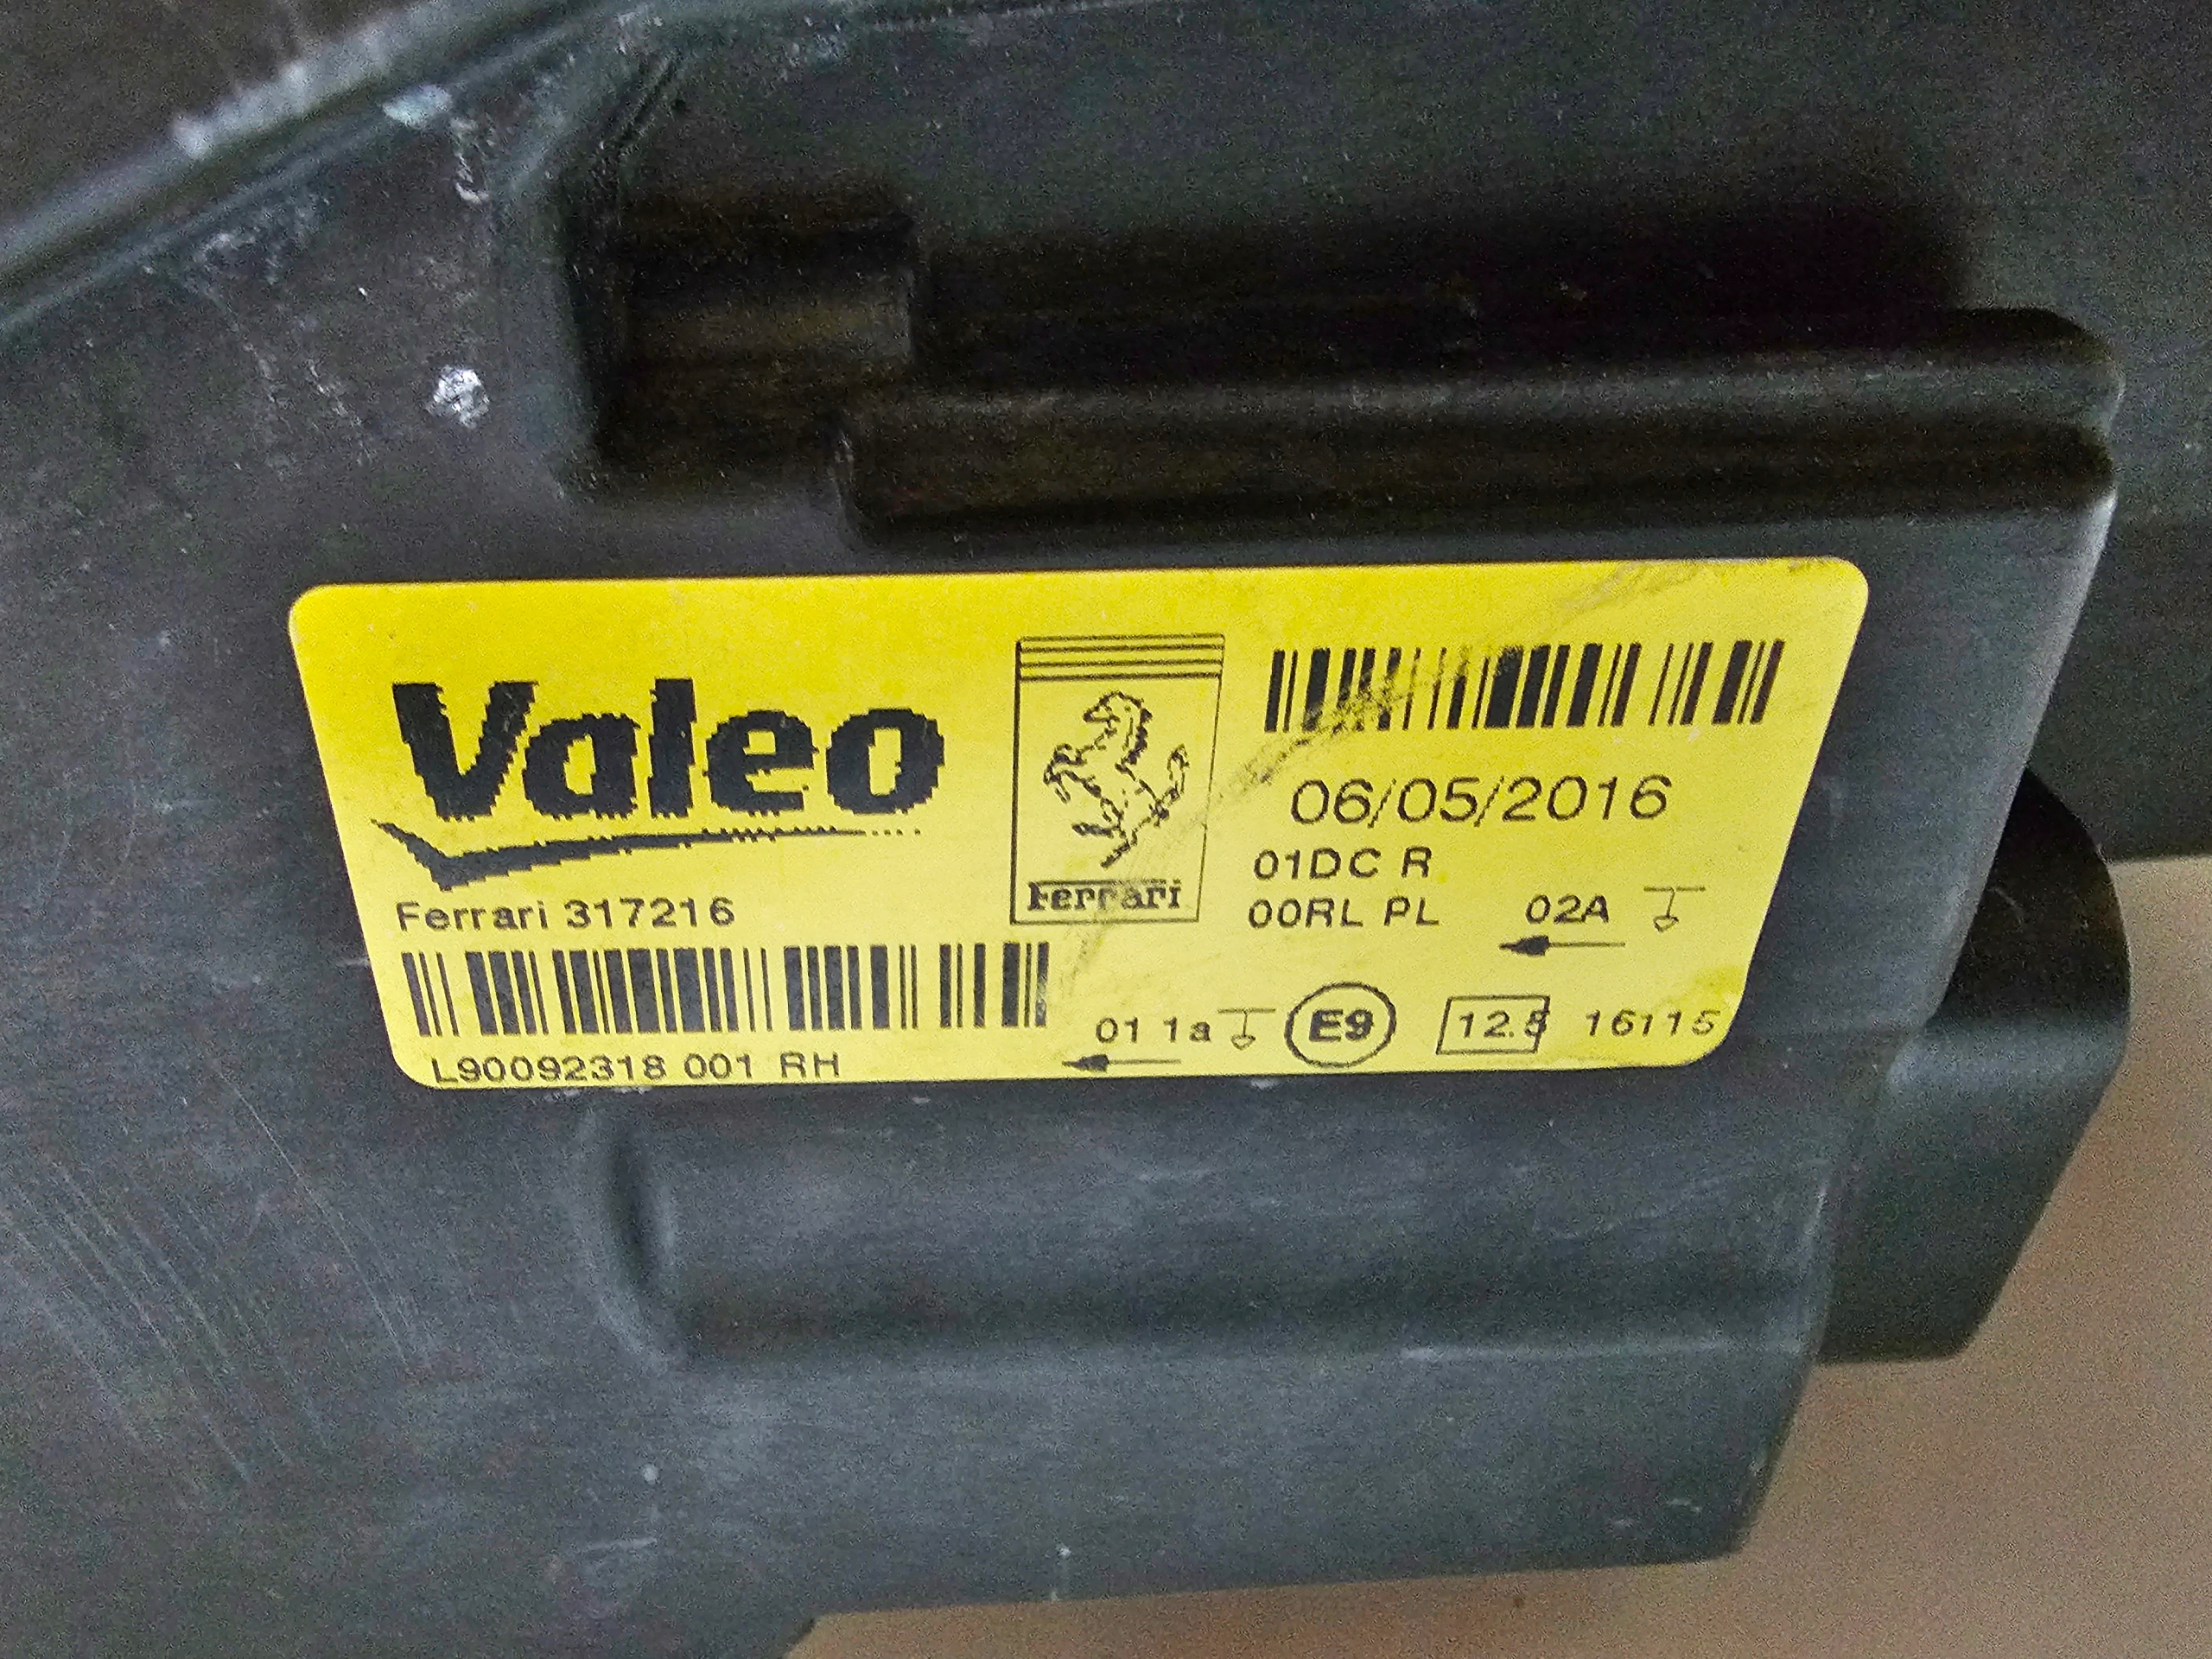 Valeo
Ferrari 317216
L90092318 001 RH
Ferrari
06/05/2016
01DC R
00RL PL 02A
01 1a E9 12.5 16115